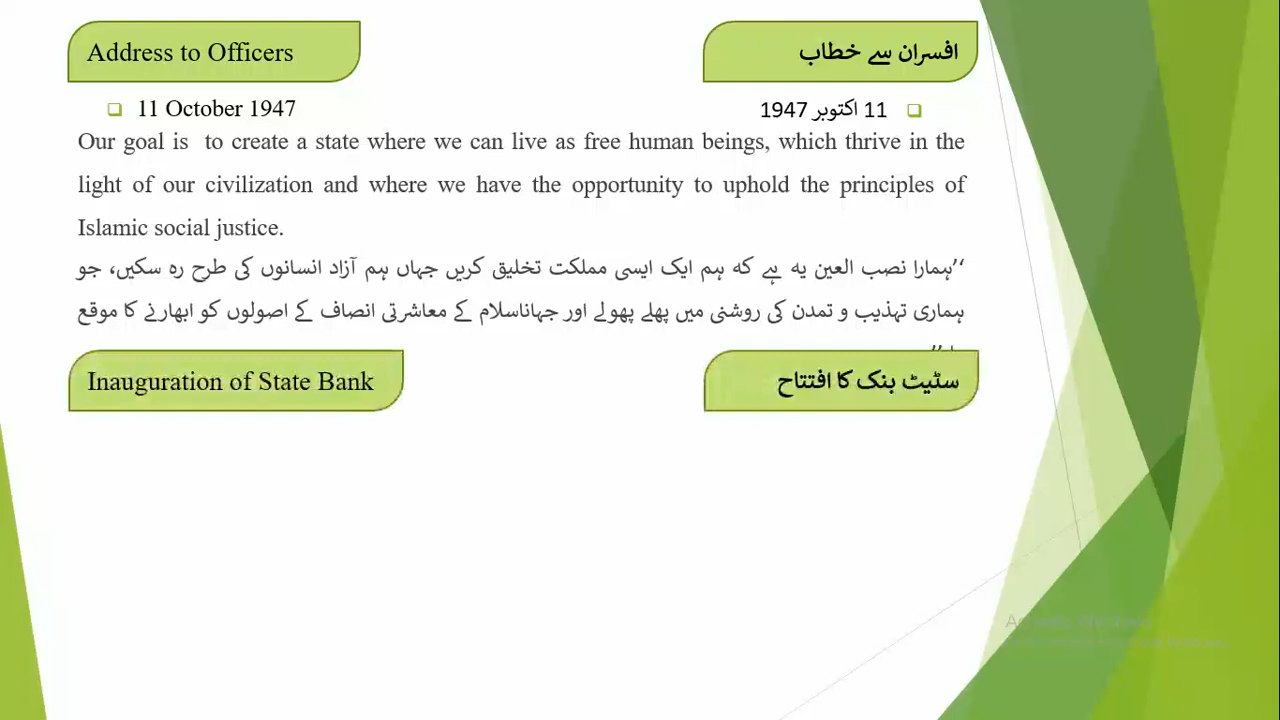 Address to Officers
افسران سے خطاب
11 October 1947
11 اکتوبر 1947
Our goal is to create a state where we can live as free human beings, which thrive in the
light of our civilization and where we have the opportunity to uphold the principles of
Islamic social justice.
‘‘ہمارا نصب العین یہ ہے کہ ہم ایک ایسی مملکت تخلیق کریں جہاں ہم آزاد انسانوں کی طرح رہ سکیں، جو
ہماری تہذیب و تمدن کی روشنی میں پھلے پھولے اور جہاناسلام کے معاشرتی انصاف کے اصولوں کو ابھارنے کا موقع
Inauguration of State Bank
سٹیٹ بنک کا افتتاح